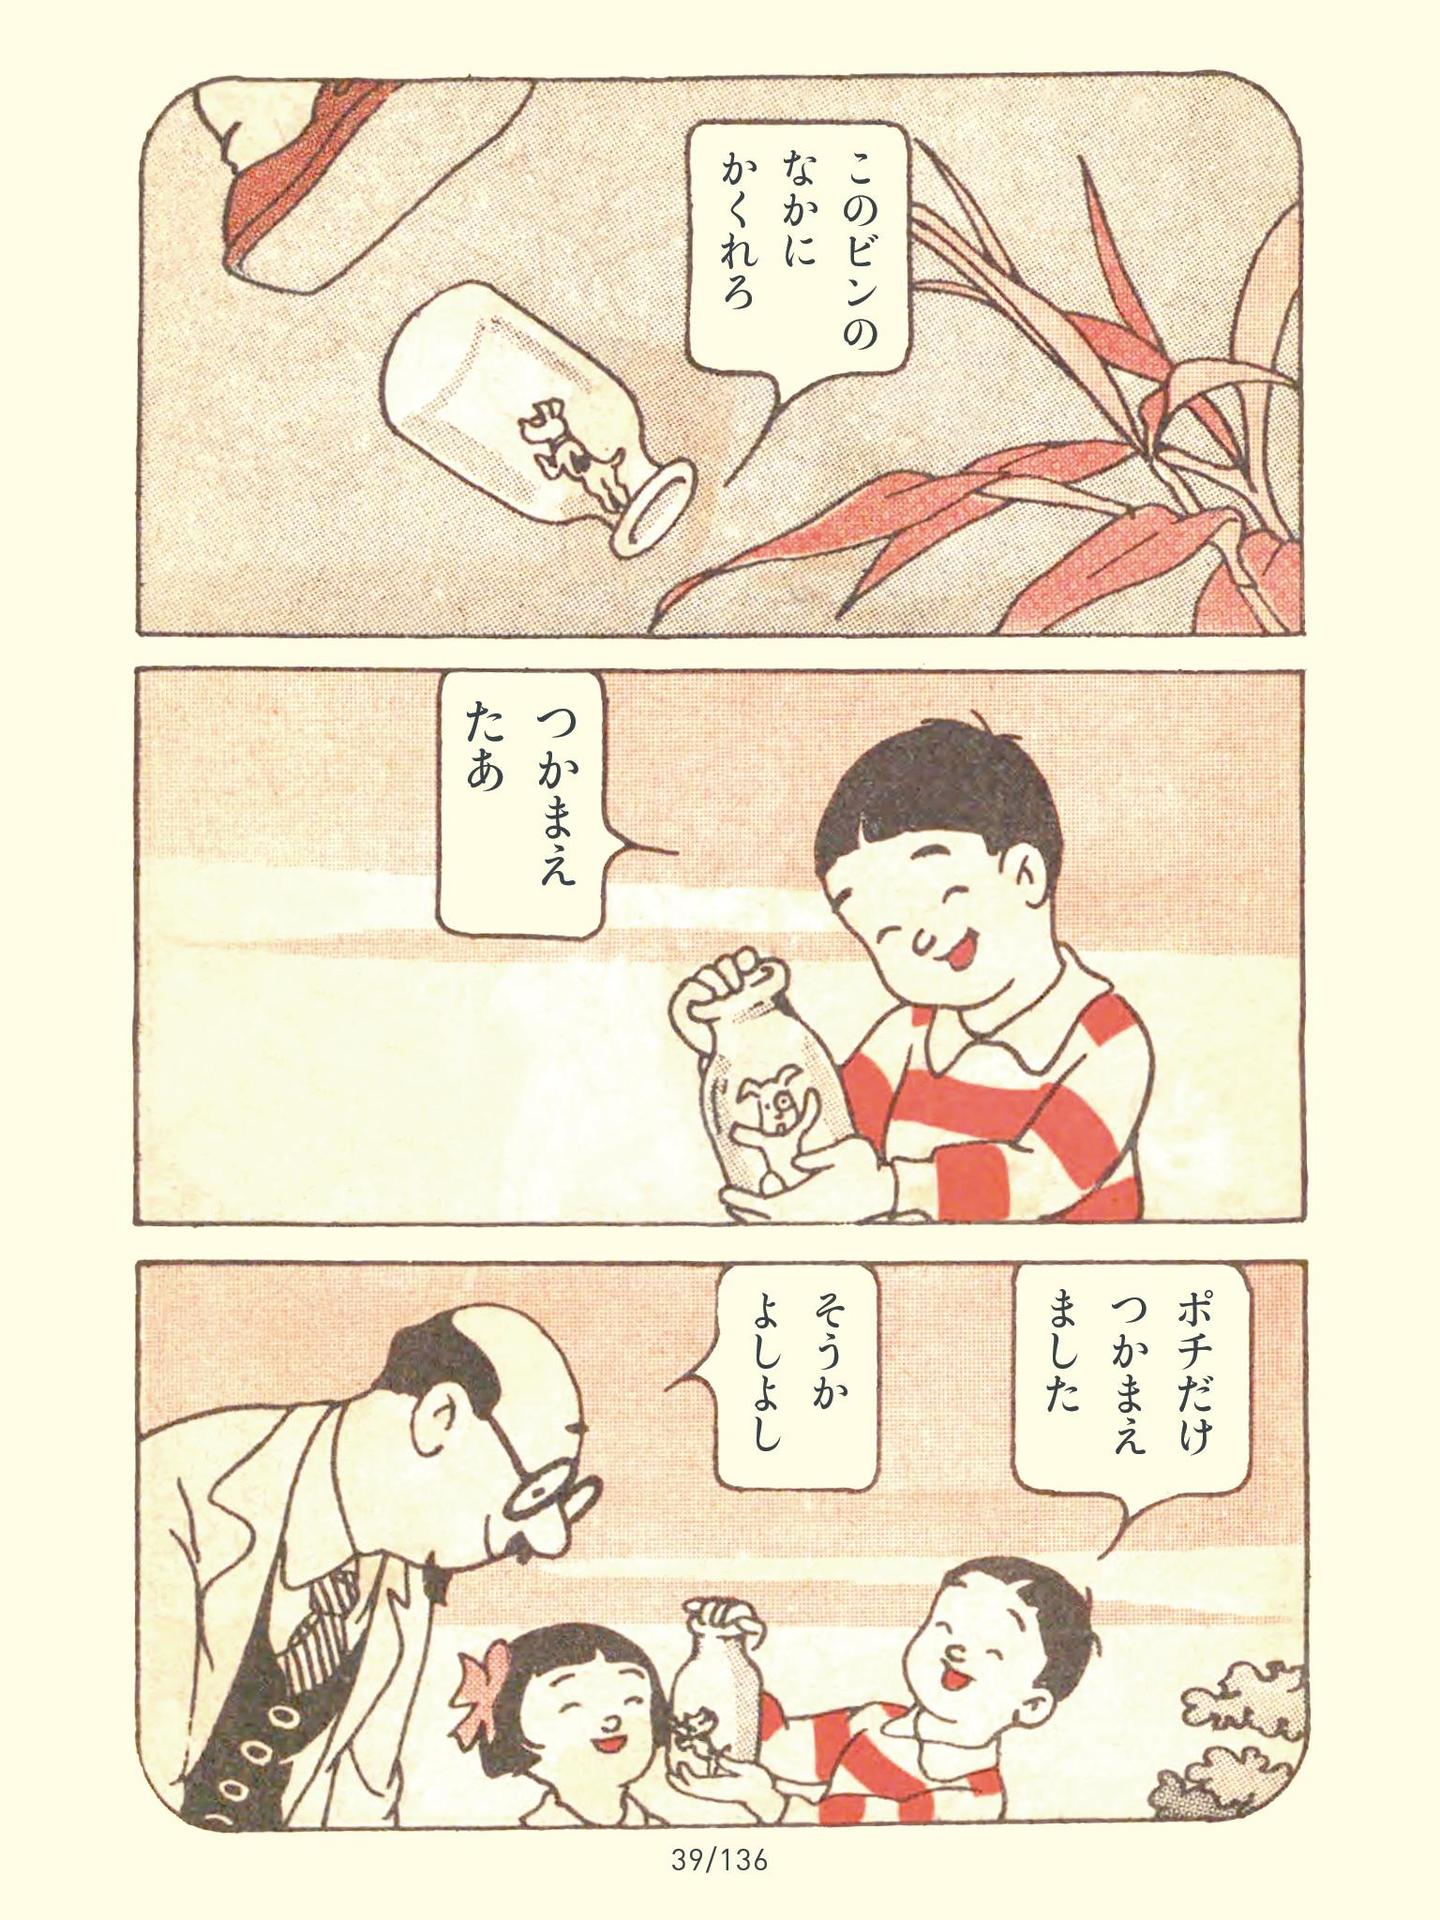 このビンの
なかに
かくれろ
つかまえ
たあ
ポチだけ
つかまえ
ました
そうか
よしよし
39/136